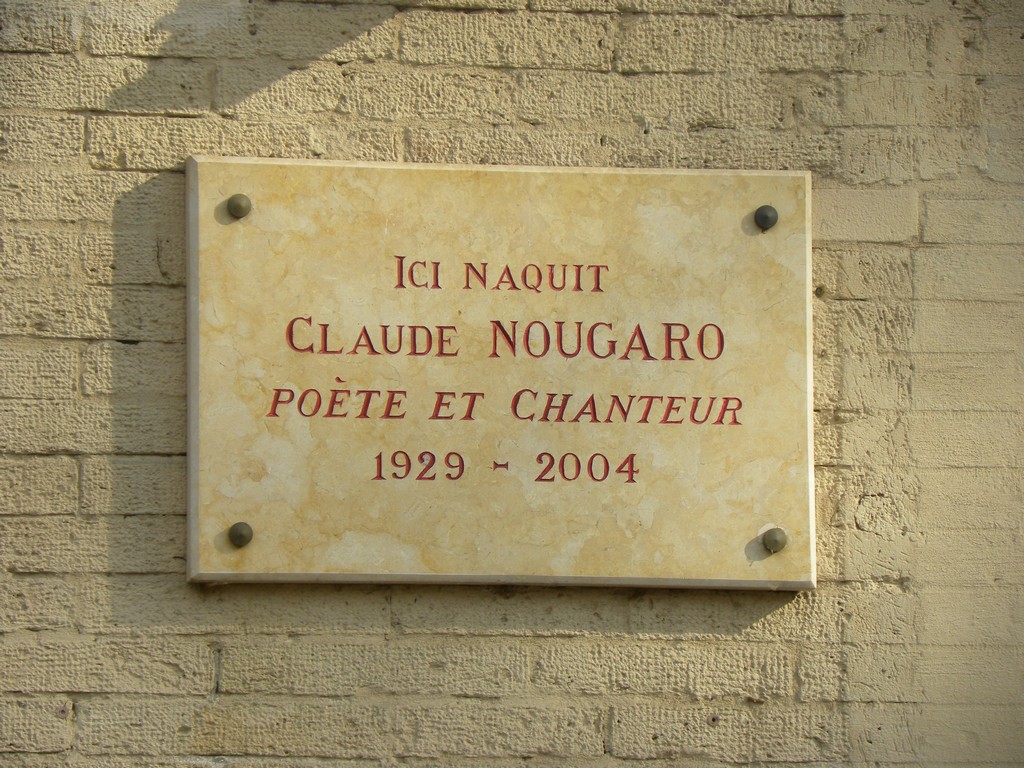 ICI NAQUIT
CLAUDE NOUGARO
POÈTE ET CHANTEUR
1929 - 2004